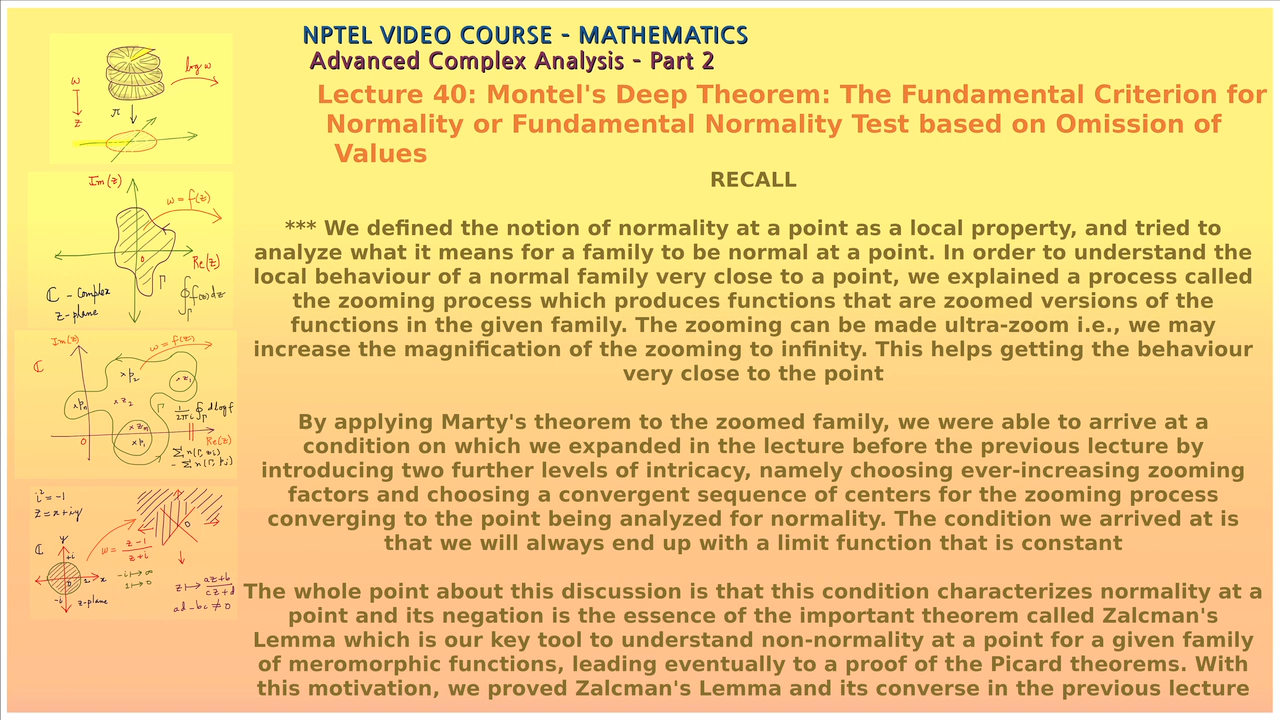 NPTEL VIDEO COURSE - MATHEMATICS
Advanced Complex Analysis - Part 2
Lecture 40: Montel's Deep Theorem: The Fundamental Criterion for
Normality or Fundamental Normality Test based on Omission of
Values
RECALL
*** We defined the notion of normality at a point as a local property, and tried to
analyze what it means for a family to be normal at a point. In order to understand the
local behaviour of a normal family very close to a point, we explained a process called
the zooming process which produces functions that are zoomed versions of the
functions in the given family. The zooming can be made ultra-zoom i.e., we may
increase the magnification of the zooming to infinity. This helps getting the behaviour
very close to the point
By applying Marty's theorem to the zoomed family, we were able to arrive at a
condition on which we expanded in the lecture before the previous lecture by
introducing two further levels of intricacy, namely choosing ever-increasing zooming
factors and choosing a convergent sequence of centers for the zooming process
converging to the point being analyzed for normality. The condition we arrived at is
that we will always end up with a limit function that is constant
The whole point about this discussion is that this condition characterizes normality at a
point and its negation is the essence of the important theorem called Zalcman's
Lemma which is our key tool to understand non-normality at a point for a given family
of meromorphic functions, leading eventually to a proof of the Picard theorems. With
this motivation, we proved Zalcman's Lemma and its converse in the previous lecture
log w
w
z
π
Im(z)
w = f(z)
Re(z)
0
Γ
ℂ - Complex
z-plane
∮f(z)dz
Γ
Im(z)
w = f(z)
ℂ
×p₂
×z₁
×pₙ
×z₂
Γ
×zₙ
×p₁
0
Re(z)
i² = -1
z = x+iy
ℂ
w = z-1/z+i
-i ↦ ∞
1 ↦ 0
z-plane
z ↦ az+b/cz+d
ad-bc ≠ 0